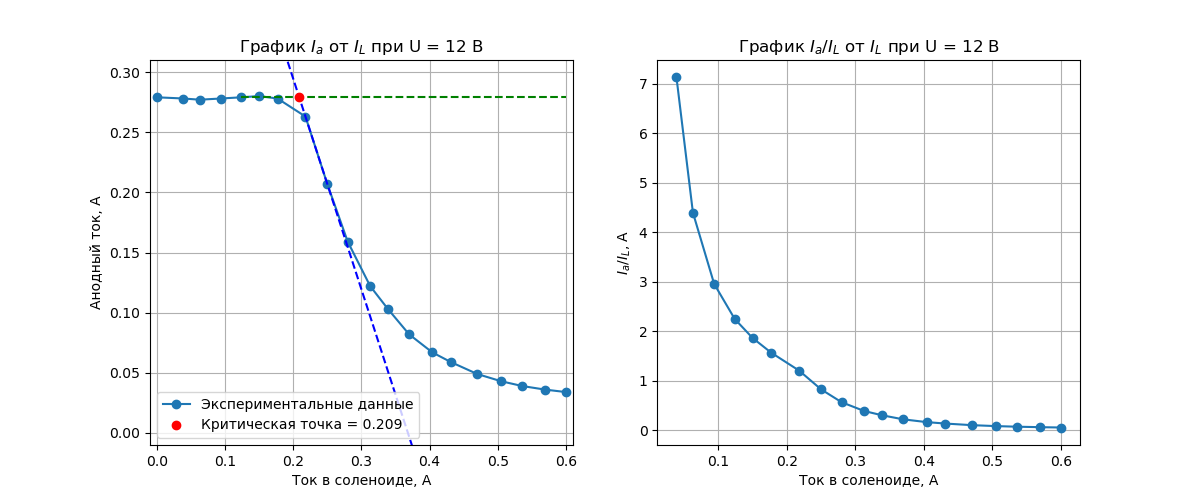 График Iₐ от I_L при U = 12 В
0.30
0.25
0.20
0.15
0.10
0.05
0.00
Анодный ток, А
Экспериментальные данные
Критическая точка = 0.209
0.0 0.1 0.2 0.3 0.4 0.5 0.6
Ток в соленоиде, А
График Iₐ/I_L от I_L при U = 12 В
7
6
5
4
3
2
1
0
Iₐ/I_L, А
0.1 0.2 0.3 0.4 0.5 0.6
Ток в соленоиде, А